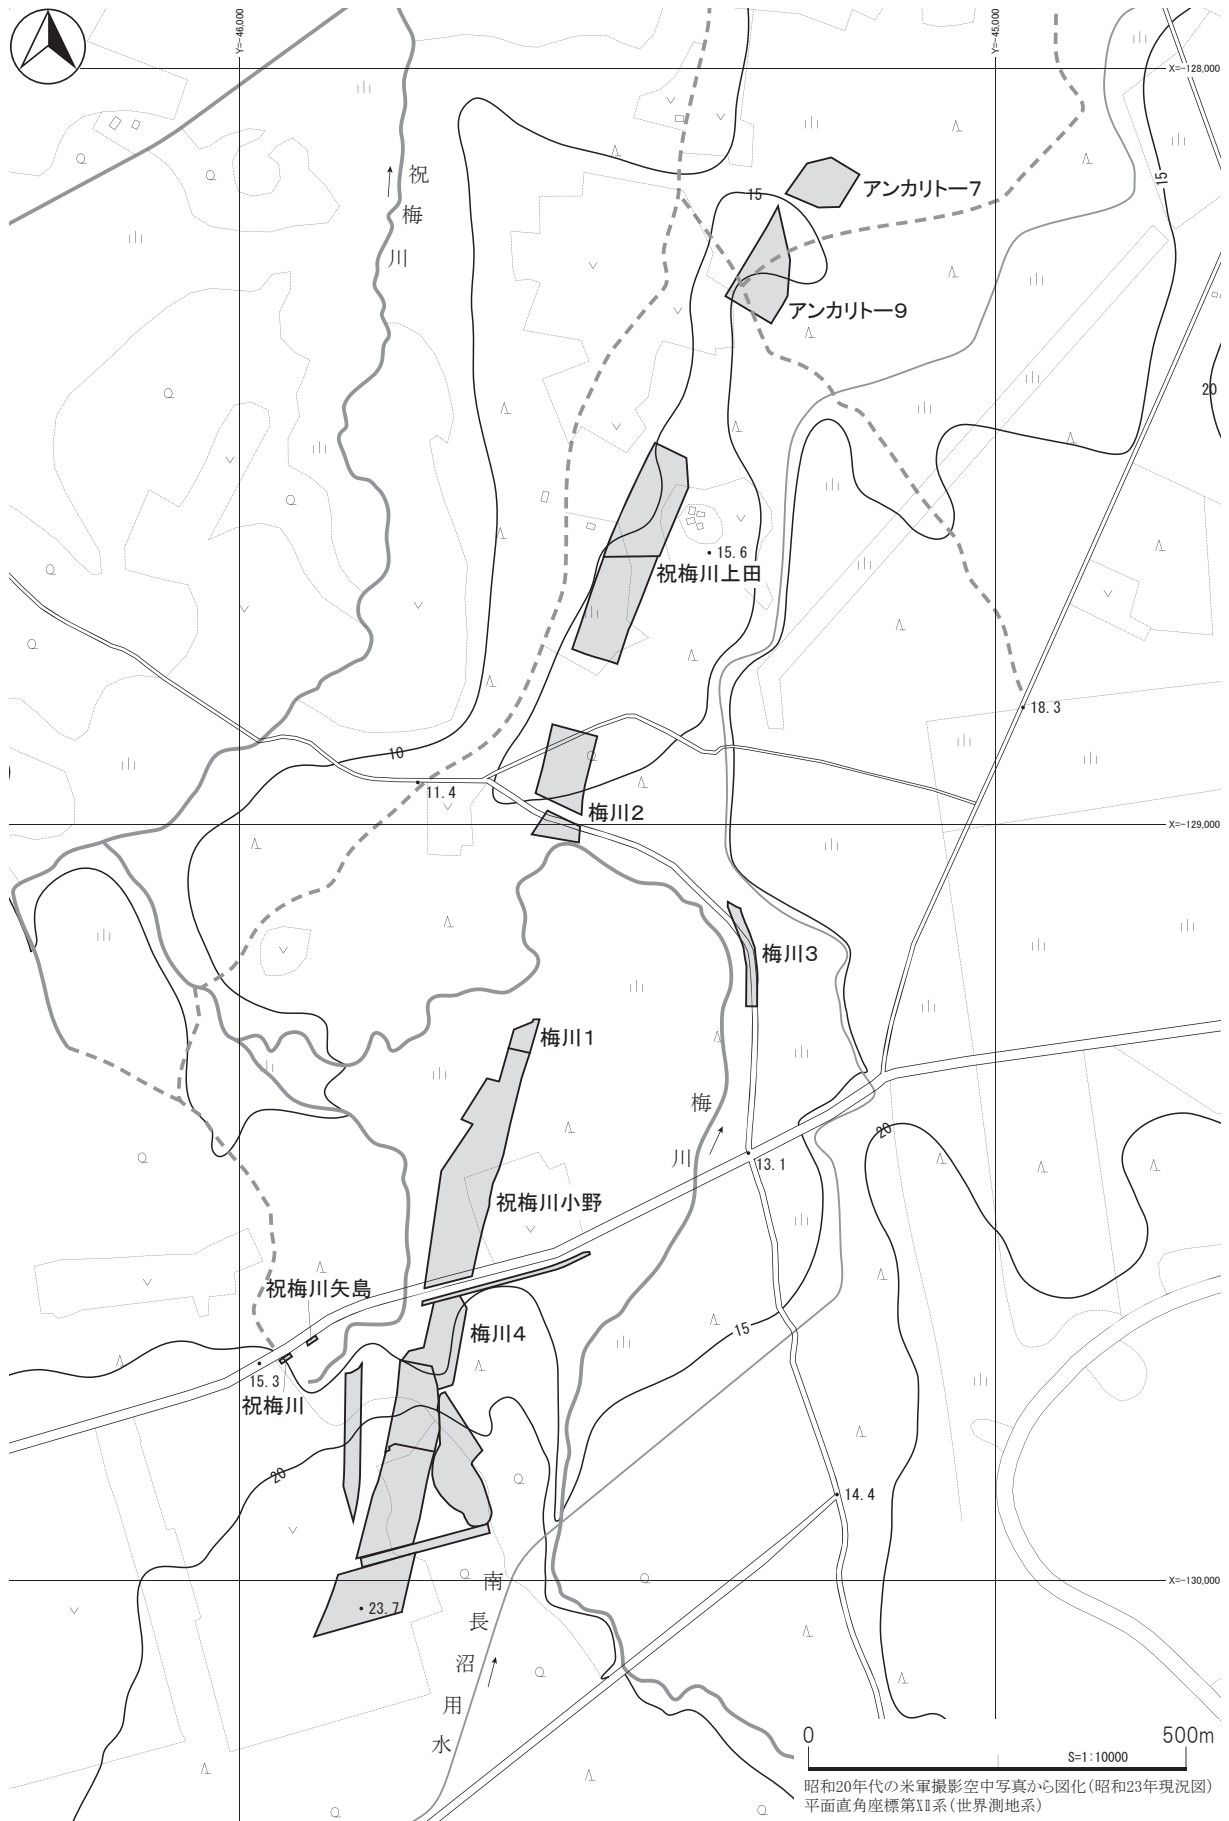 Y=-46,000
Y=-45,000
X=-128,000
祝梅川
15
アンカリトー7
15
アンカリトー9
20
15.6
祝梅川上田
18.3
10
11.4
梅川2
X=-129,000
梅川3
梅川1
梅川
20
13.1
祝梅川小野
祝梅川矢島
梅川4
15
15.3
祝梅川
20
14.4
X=-130,000
23.7
南長沼用水
0
500m
S=1:10000
昭和20年代の米軍撮影空中写真から図化(昭和23年現況図)
平面直角座標第XII系(世界測地系)